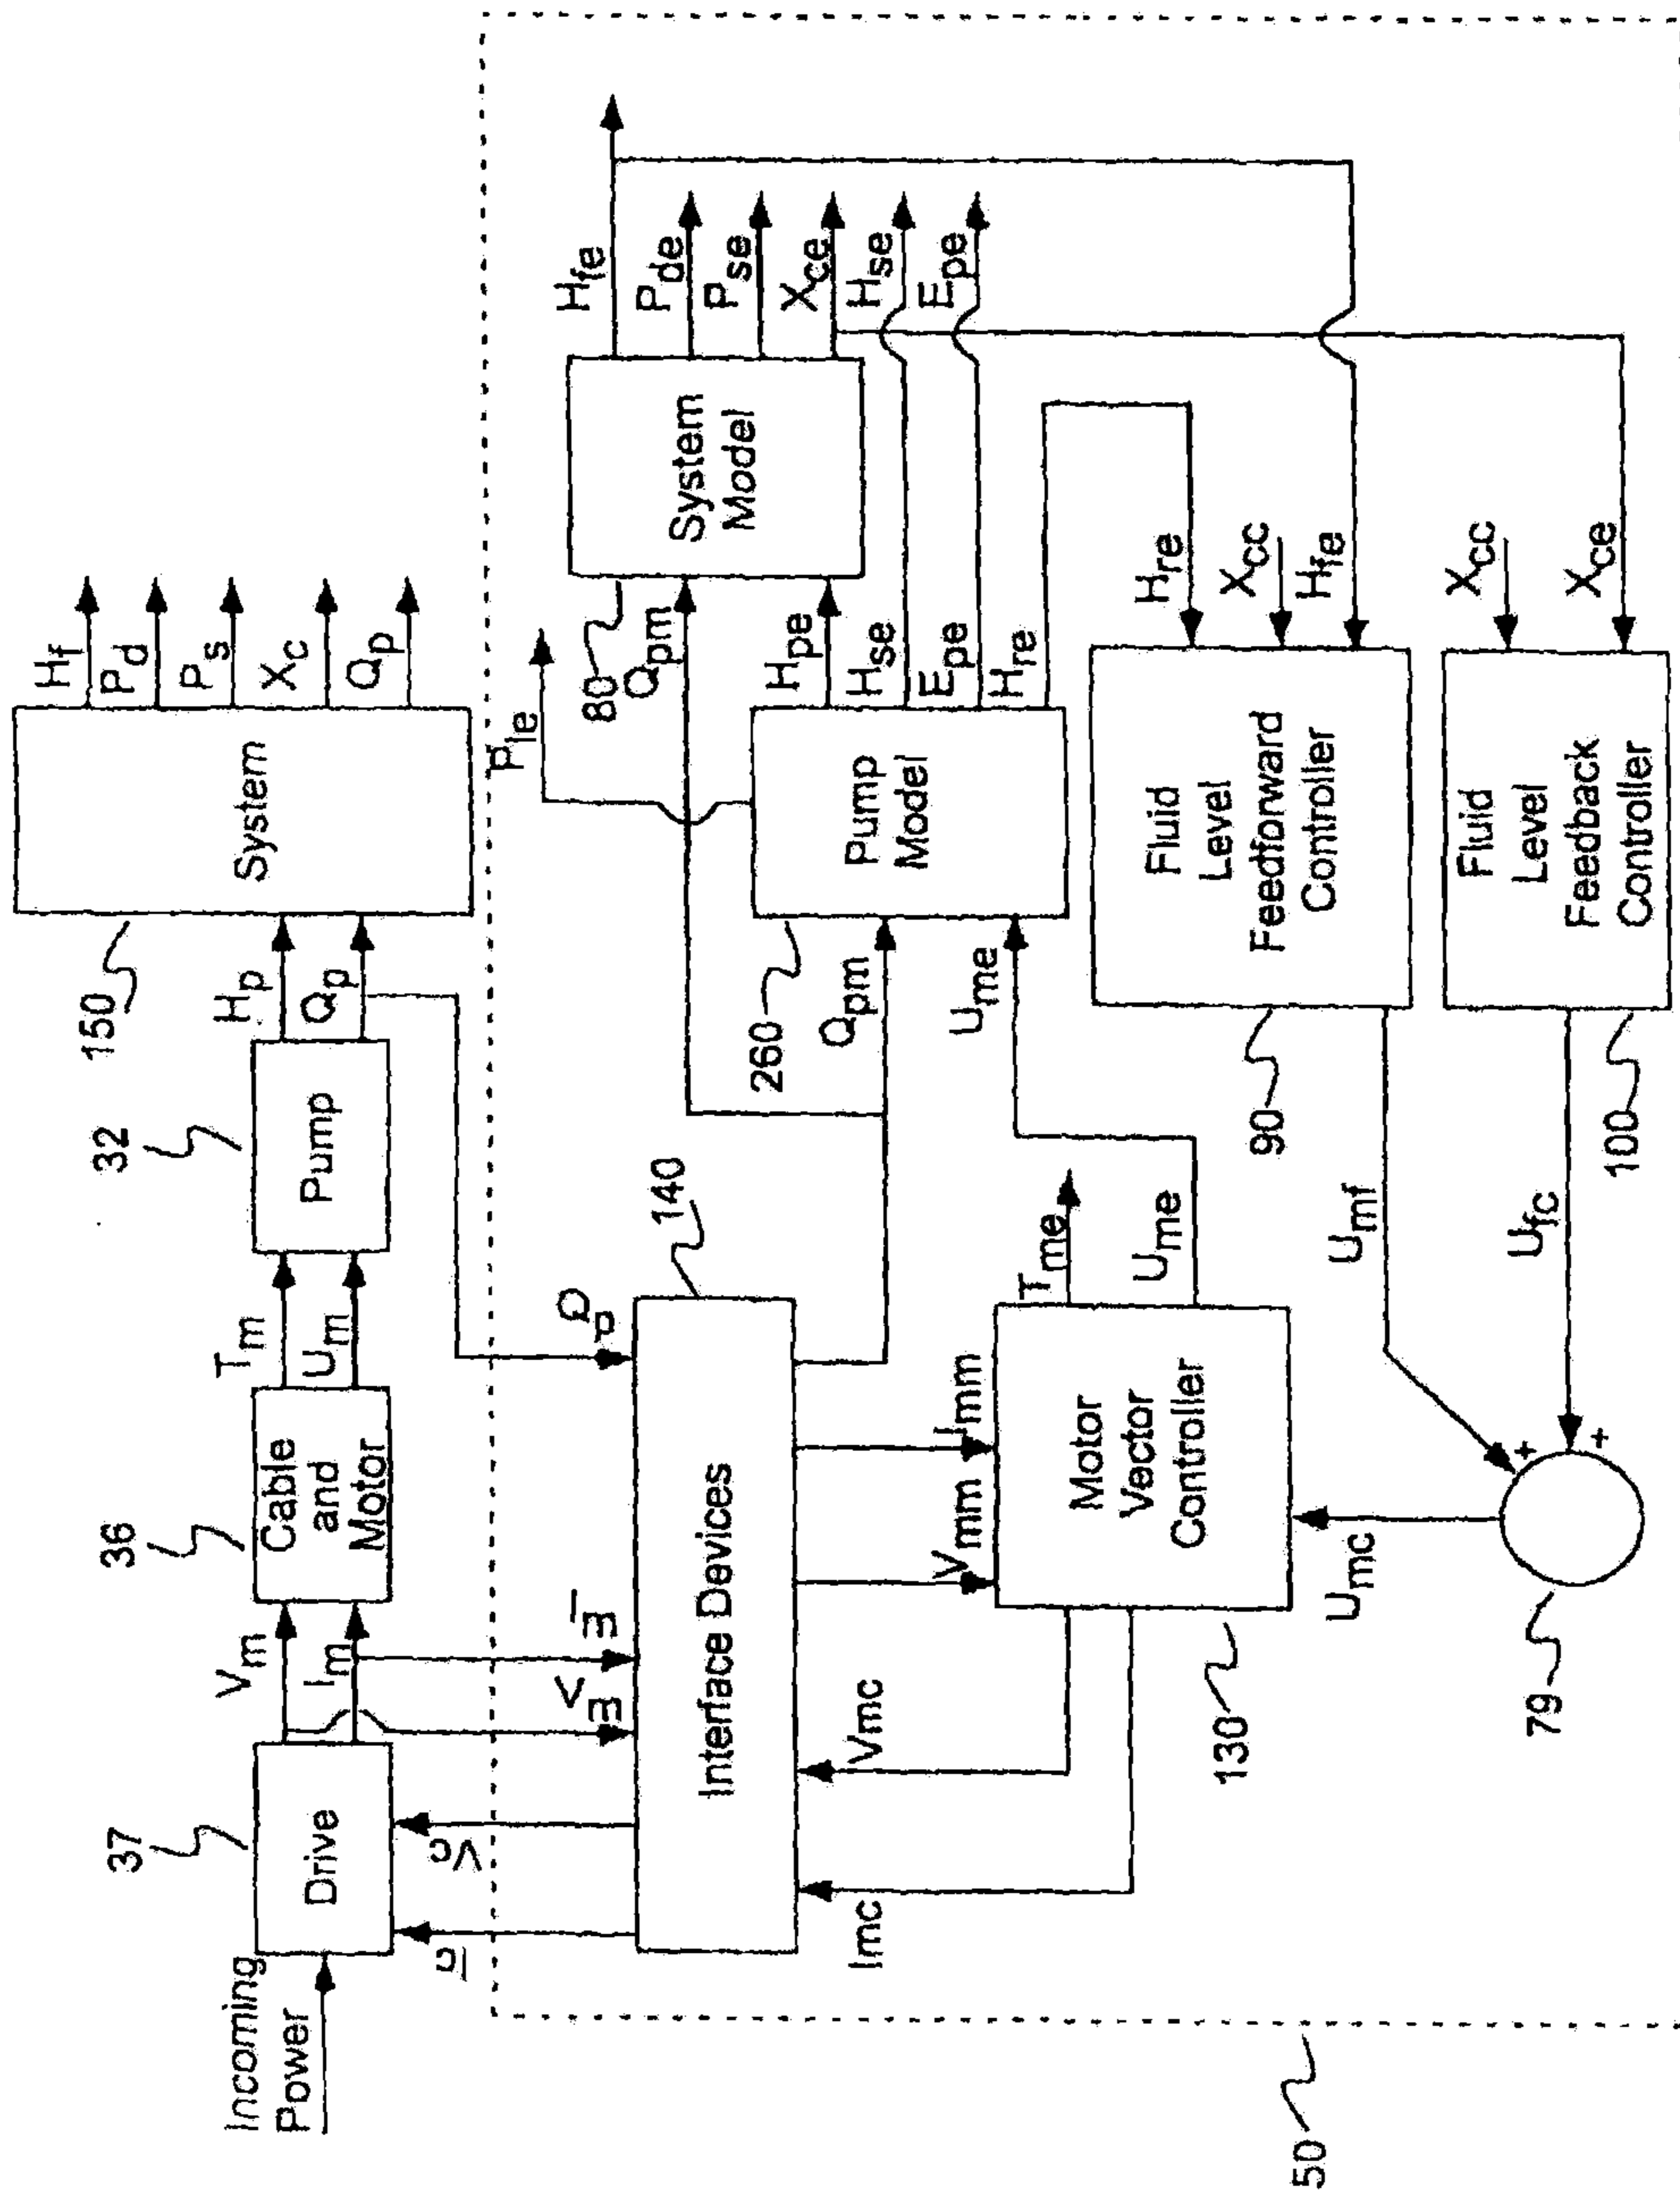 37
36
32
150
Incoming
Power
Drive
Vm
Im
Cable
and
Motor
Tm
Um
Pump
Hp
Qp
System
Hf
Pd
Ps
Xc
Qp
Ic
Vc
Vm
Im
Qp
140
Interface Devices
Imc
Vmc
Vmm
Imm
Motor
Vector
Controller
130
Tme
Ume
Qpm
Ume
260
Pump
Model
Ple
80
Qpm
Hpe
Hse
Epe
Hre
System
Model
Hfe
Pde
Pse
Xce
Hse
Epe
Hre
Xcc
Hfe
Fluid
Level
Feedforward
Controller
90
Umf
Xcc
Xce
Fluid
Level
Feedback
Controller
100
Ufc
+
+
Umc
79
50